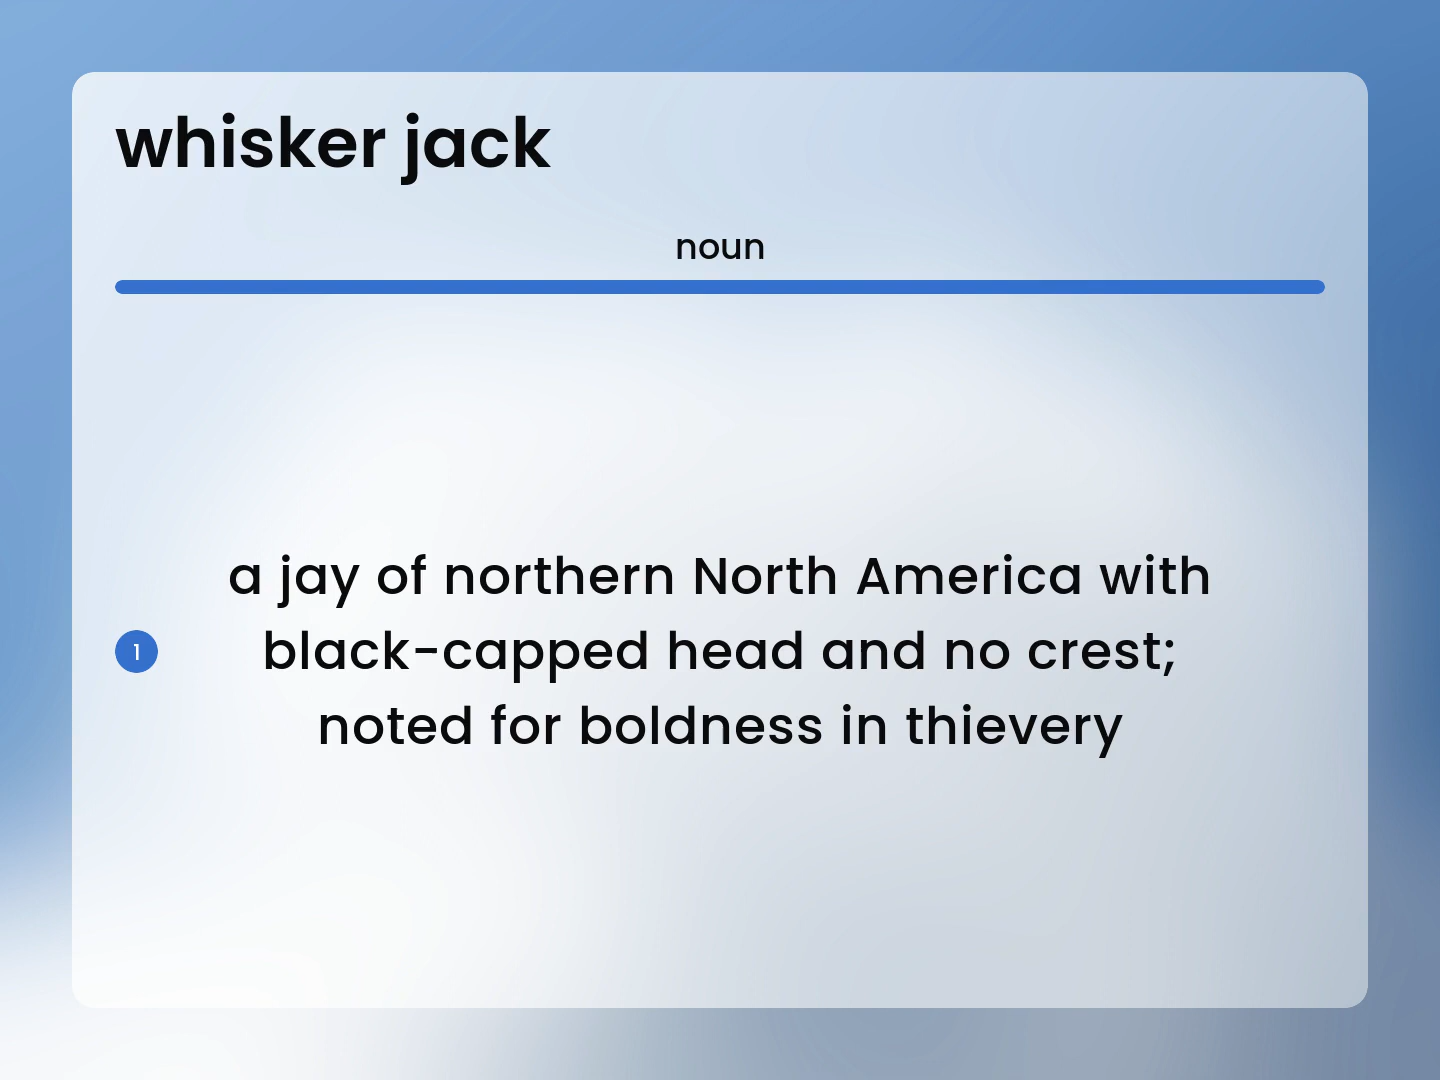 whisker jack
noun
a jay of northern North America with
1
black-capped head and no crest;
noted for boldness in thievery